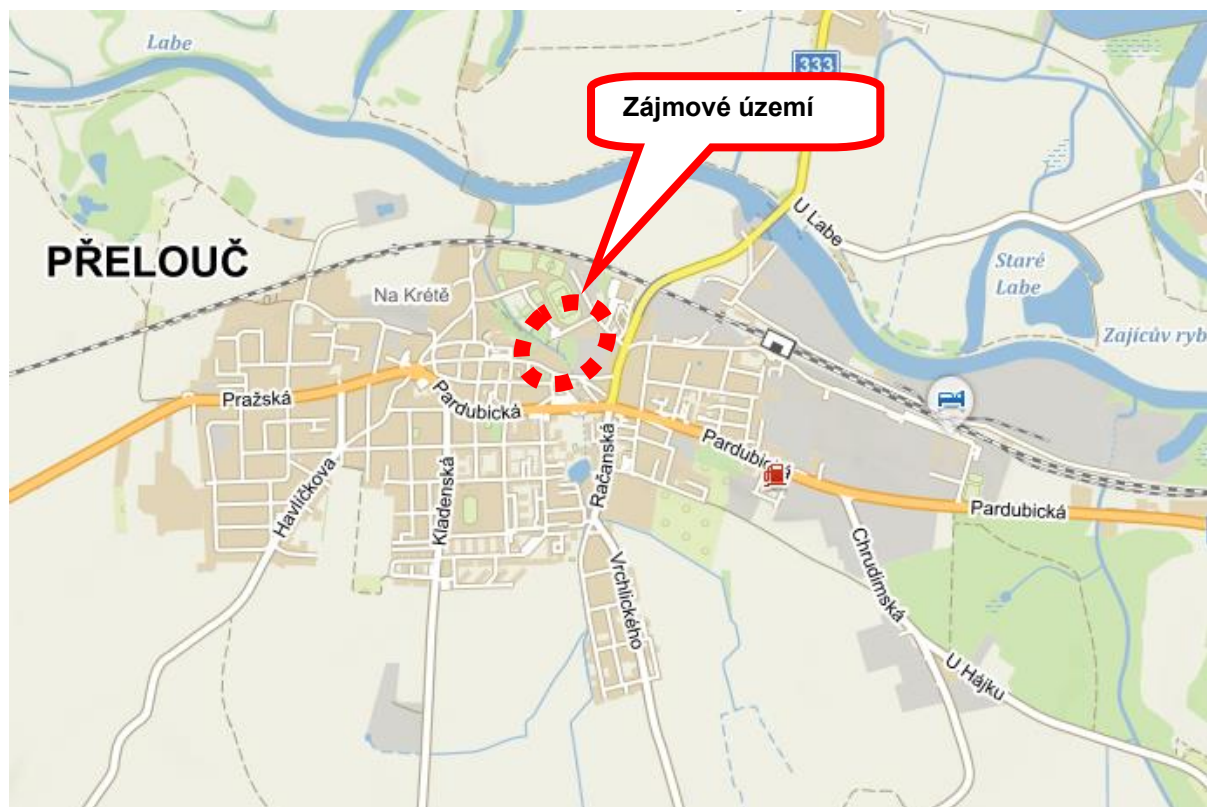 Labe
333
Zájmové území
U Labe
PŘELOUČ
Staré
Labe
Na Krétě
Zajícův ryb
Pražská
Pardubická
Pardubická
Havlíčkova
Kladenská
Račanská
Pardubická
Chrudimská
Vrchlického
U Hájku